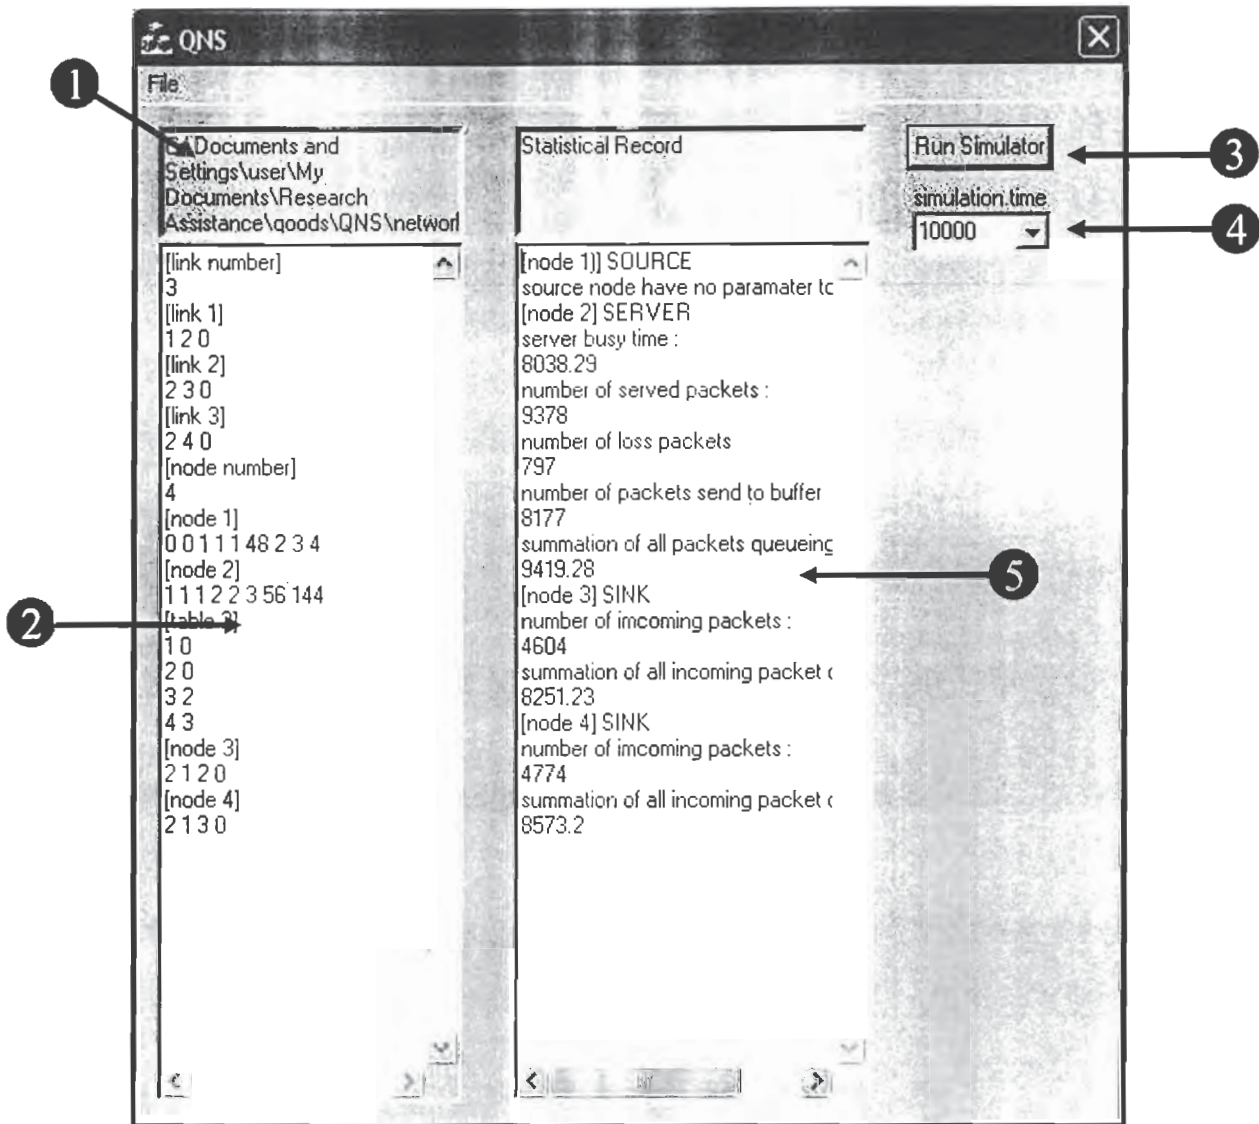 QNS
File
1
C:\Documents and
Settings\user\My
Documents\Research
Assistance\qoods\QNS\network
Statistical Record
Run Simulator
3
simulation time
10000
4
[link number]
3
[link 1]
1 2 0
[link 2]
2 3 0
[link 3]
2 4 0
[node number]
4
[node 1]
0 0 1 1 1 48 2 3 4
[node 2]
1 1 1 2 2 3 56 144
2
1 0
2 0
3 2
4 3
[node 3]
2 1 2 0
[node 4]
2 1 3 0
[node 1)] SOURCE
source node have no paramater to
[node 2] SERVER
server busy time :
8038.29
number of served packets :
9378
number of loss packets
797
number of packets send to buffer
8177
summation of all packets queueing
9419.28
5
[node 3] SINK
number of imcoming packets :
4604
summation of all incoming packet
8251.23
[node 4] SINK
number of imcoming packets :
4774
summation of all incoming packet
8573.2